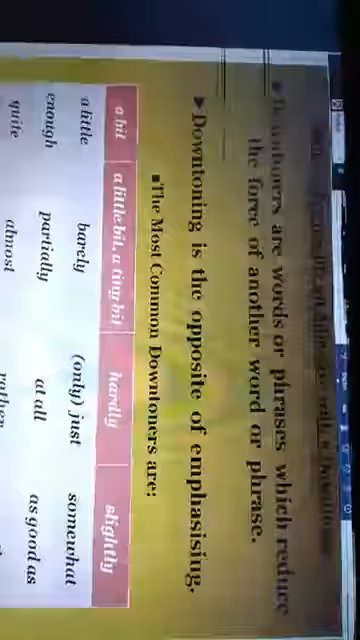 Downtoners are words or phrases which reduce
the force of another word or phrase.
▶Downtoning is the opposite of emphasising.
▪The Most Common Downtoners are:
a bit a little bit, a tiny bit hardly slightly
a little barely (only) just somewhat
enough partially at all as good as
quite almost rather